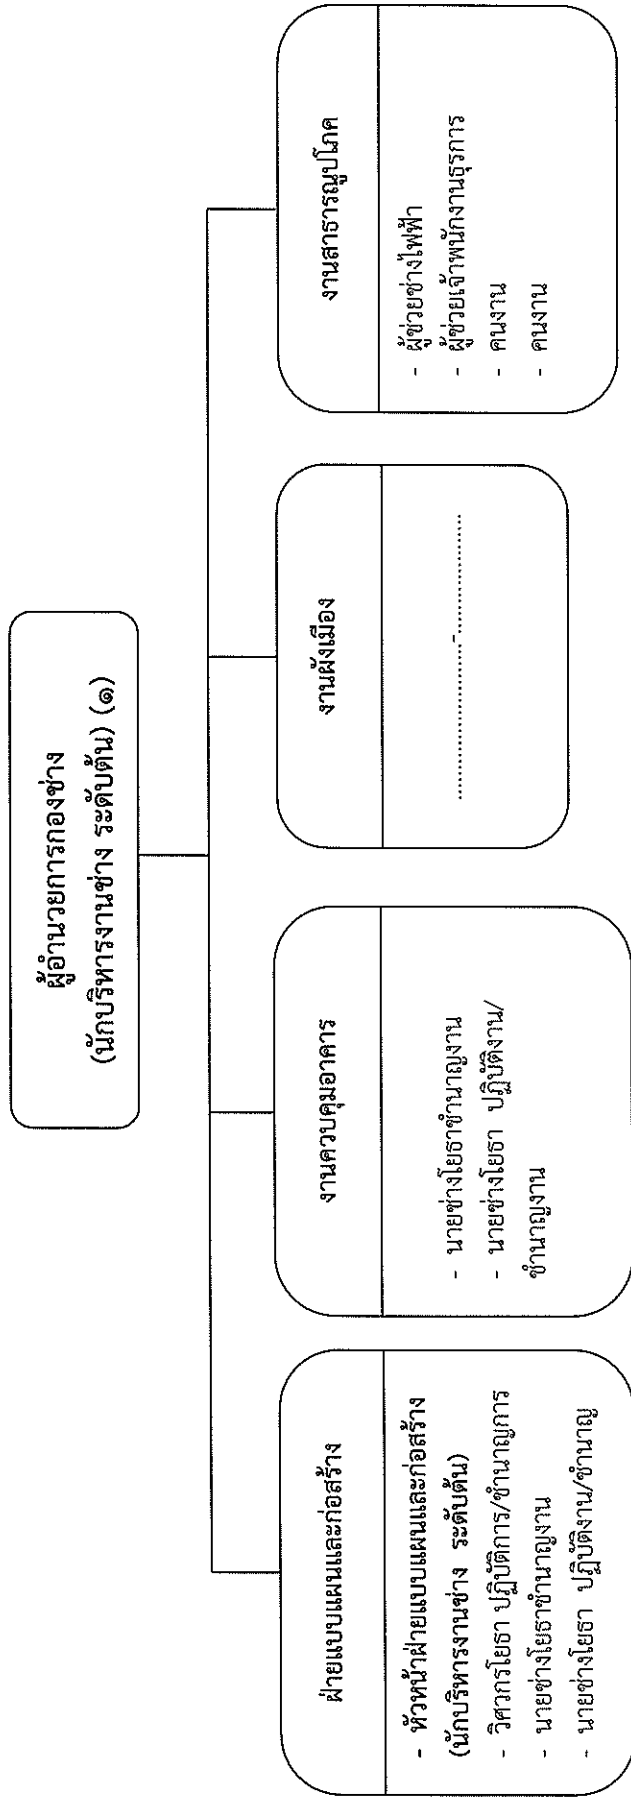 ผู้อำนวยการกองช่าง
(นักบริหารงานช่าง ระดับต้น) (๑)
ฝ่ายแบบแผนและก่อสร้าง
- หัวหน้าฝ่ายแบบแผนและก่อสร้าง
(นักบริหารงานช่าง ระดับต้น)
- วิศวกรโยธา ปฏิบัติการ/ชำนาญการ
- นายช่างโยธาชำนาญงาน
- นายช่างโยธา ปฏิบัติงาน/ชำนาญ
งานควบคุมอาคาร
- นายช่างโยธาชำนาญงาน
- นายช่างโยธา ปฏิบัติงาน/
ชำนาญงาน
งานผังเมือง
..............................-..............................
งานสาธารณูปโภค
- ผู้ช่วยช่างไฟฟ้า
- ผู้ช่วยเจ้าพนักงานธุรการ
- คนงาน
- คนงาน